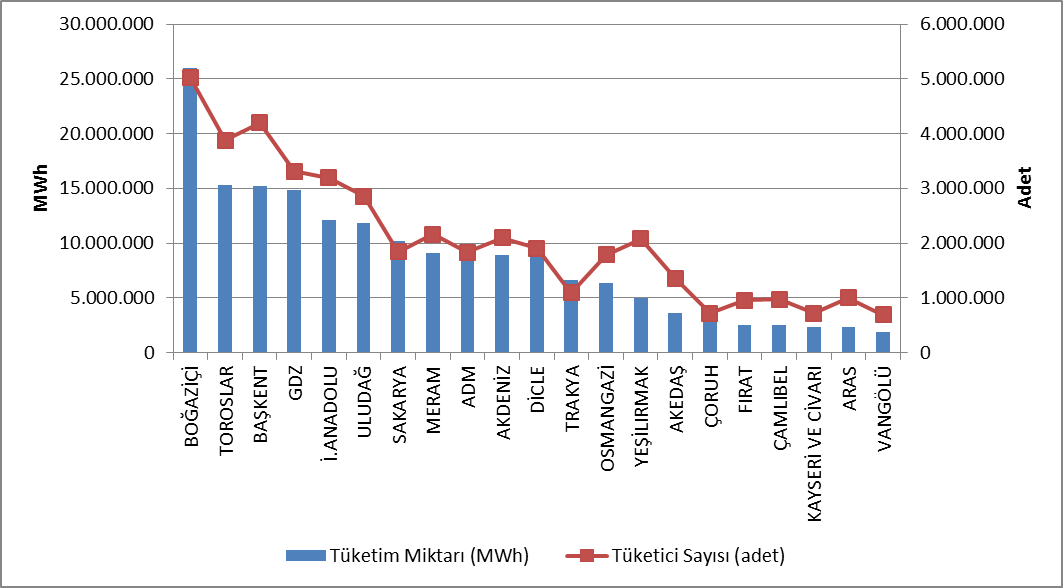 30.000.000
25.000.000
20.000.000
15.000.000
10.000.000
5.000.000
0
MWh
6.000.000
5.000.000
4.000.000
3.000.000
2.000.000
1.000.000
0
Adet
BOĞAZİÇİ
TOROSLAR
BAŞKENT
GDZ
İ.ANADOLU
ULUDAĞ
SAKARYA
MERAM
ADM
AKDENİZ
DİCLE
TRAKYA
OSMANGAZİ
YEŞİLIRMAK
AKEDAŞ
ÇORUH
FIRAT
ÇAMLIBEL
KAYSERİ VE CİVARI
ARAS
VANGÖLÜ
Tüketim Miktarı (MWh)
Tüketici Sayısı (adet)